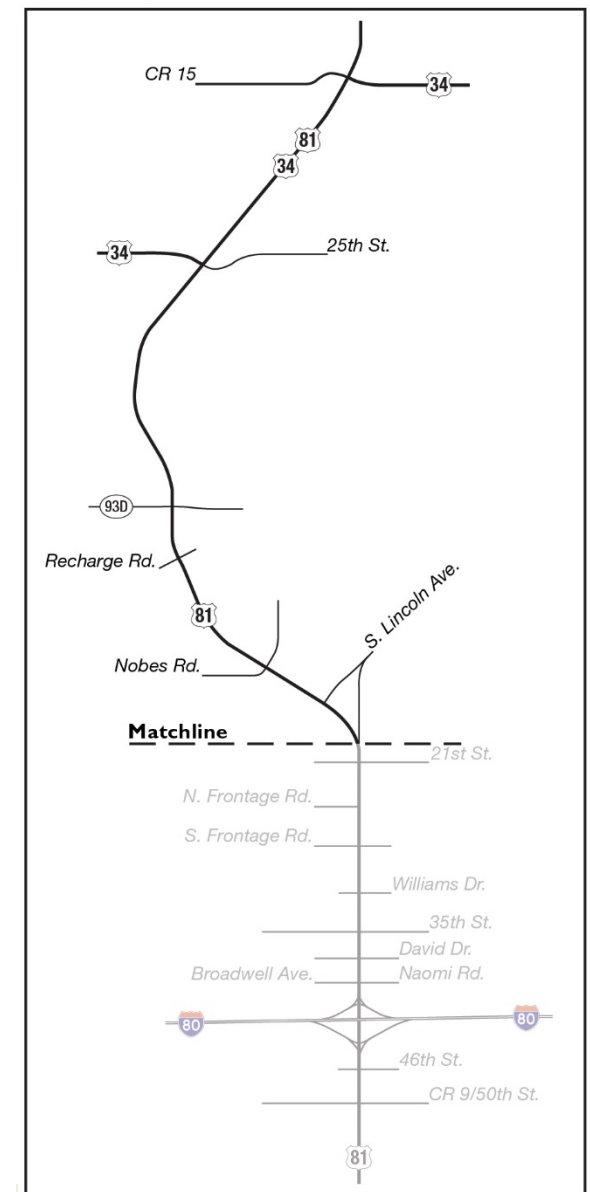 CR 15
34
81
34
34
25th St.
93D
Recharge Rd.
S. Lincoln Ave.
81
Nobes Rd.
Matchline
21st St.
N. Frontage Rd.
S. Frontage Rd.
Williams Dr.
35th St.
David Dr.
Broadwell Ave.
Naomi Rd.
80
80
46th St.
CR 9/50th St.
81